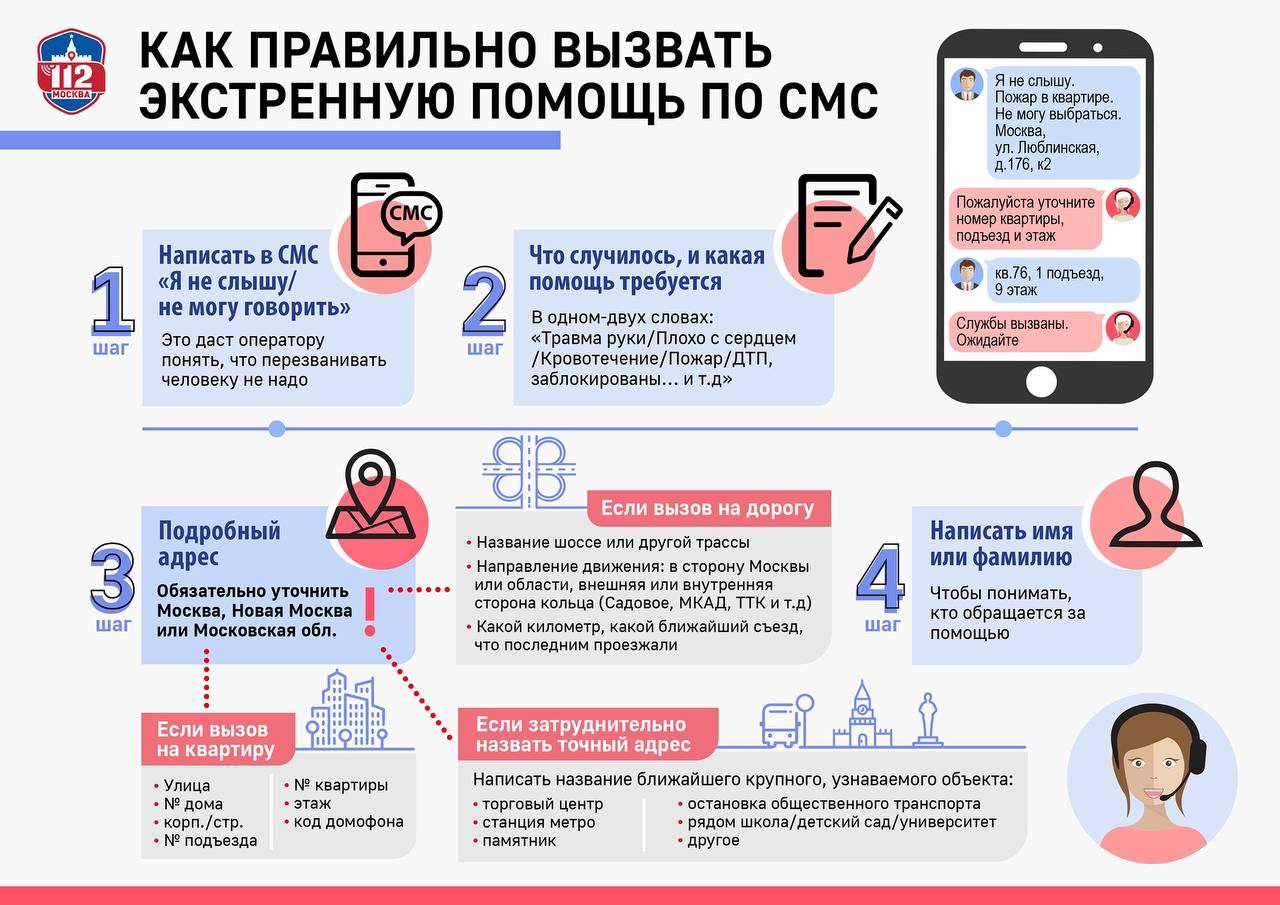 112
МОСКВА
КАК ПРАВИЛЬНО ВЫЗВАТЬ
ЭКСТРЕННУЮ ПОМОЩЬ ПО СМС
Я не слышу.
Пожар в квартире.
Не могу выбраться.
Москва,
ул. Люблинская,
д.176, к2
Пожалуйста уточните
номер квартиры,
подъезд и этаж
кв.76, 1 подъезд,
9 этаж
Службы вызваны.
Ожидайте
1
шаг
СМС
Написать в СМС
«Я не слышу/
не могу говорить»
Это даст оператору
понять, что перезванивать
человеку не надо
2
шаг
Что случилось, и какая
помощь требуется
В одном-двух словах:
«Травма руки/Плохо с сердцем
/Кровотечение/Пожар/ДТП,
заблокированы... и т.д»
3
шаг
Подробный
адрес
Обязательно уточнить
Москва, Новая Москва
или Московская обл.
!
Если вызов на дорогу
• Название шоссе или другой трассы
• Направление движения: в сторону Москвы
или области, внешняя или внутренняя
сторона кольца (Садовое, МКАД, ТТК и т.д)
• Какой километр, какой ближайший съезд,
что последним проезжали
4
шаг
Написать имя
или фамилию
Чтобы понимать,
кто обращается за
помощью
Если вызов
на квартиру
• Улица
• № дома
• корп./стр.
• № подъезда
• № квартиры
• этаж
• код домофона
Если затруднительно
назвать точный адрес
Написать название ближайшего крупного, узнаваемого объекта:
• торговый центр
• станция метро
• памятник
• остановка общественного транспорта
• рядом школа/детский сад/университет
• другое